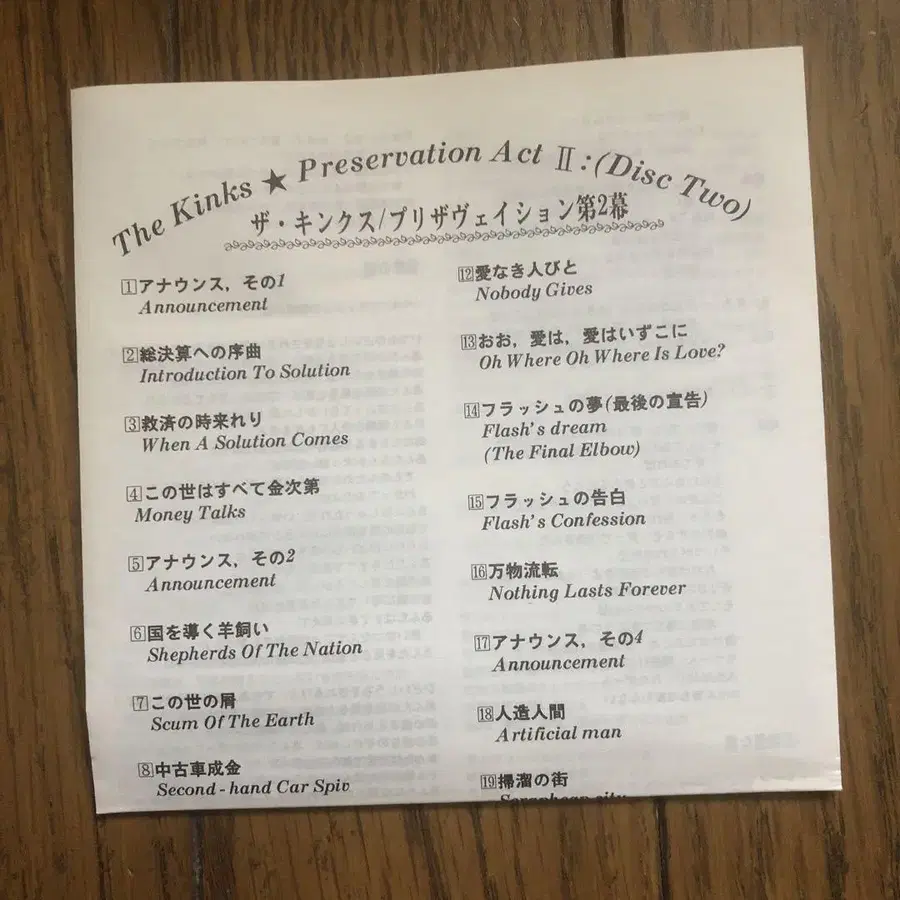 The Kinks ★ Preservation Act Ⅱ:(Disc Two)
ザ・キンクス/プリザヴェイション第2幕
1アナウンス,その1
Announcement
2総決算への序曲
Introduction To Solution
3救済の時来れり
When A Solution Comes
4この世はすべて金次第
Money Talks
5アナウンス,その2
Announcement
6国を導く羊飼い
Shepherds Of The Nation
7この世の屑
Scum Of The Earth
8中古車成金
Second-hand Car Spiv
12愛なき人びと
Nobody Gives
13おお,愛は,愛はいずこに
Oh Where Oh Where Is Love?
14フラッシュの夢(最後の宣告)
Flash's dream
(The Final Elbow)
15フラッシュの告白
Flash's Confession
16万物流転
Nothing Lasts Forever
17アナウンス,その4
Announcement
18人造人間
Artificial man
19掃溜の街